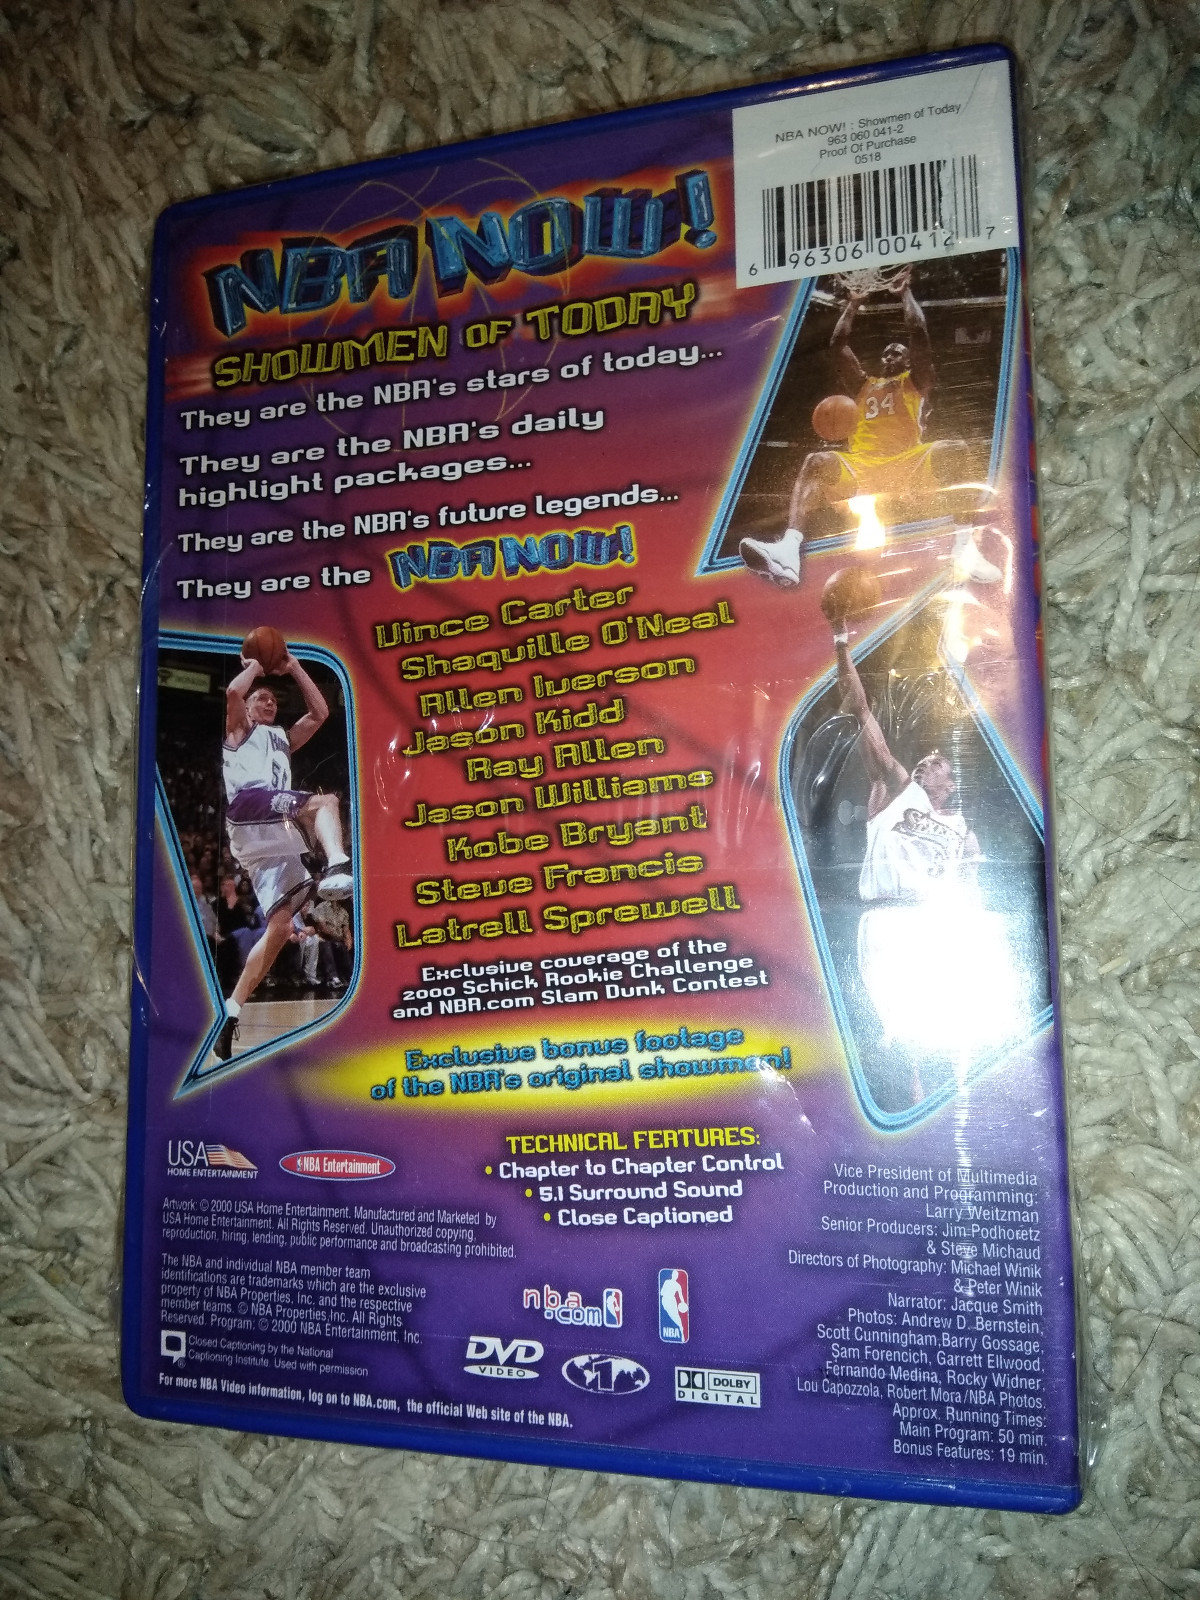 NBA NOW! : Showmen of Today
963 060 041-2
Proof Of Purchase
0518
6 96306 00412 7
NBA NOW!
SHOWMEN OF TODAY
They are the NBA's stars of today...
They are the NBA's daily
highlight packages...
They are the NBA's future legends...
They are the NBA NOW!
Vince Carter
Shaquille O'Neal
Allen Iverson
Jason Kidd
Ray Allen
Jason Williams
Kobe Bryant
Steve Francis
Latrell Sprewell
34
Exclusive coverage of the
2000 Schick Rookie Challenge
and NBA.com Slam Dunk Contest
Exclusive bonus footage
of the NBA's original showmen!
TECHNICAL FEATURES:
• Chapter to Chapter Control
• 5.1 Surround Sound
• Close Captioned
USA
HOME ENTERTAINMENT
NBA Entertainment
Artwork: © 2000 USA Home Entertainment. Manufactured and Marketed by
USA Home Entertainment. All Rights Reserved. Unauthorized copying,
reproduction, hiring, lending, public performance and broadcasting prohibited.
The NBA and individual NBA member team
identifications are trademarks which are the exclusive
property of NBA Properties, Inc. and the respective
member teams. © NBA Properties,Inc. All Rights
Reserved. Program: © 2000 NBA Entertainment, Inc.
Closed Captioning by the National
Captioning Institute. Used with permission
For more NBA Video information, log on to NBA.com, the official Web site of the NBA.
nba
.com
NBA
DVD
VIDEO
1
DOLBY
DIGITAL
Vice President of Multimedia
Production and Programming:
Larry Weitzman
Senior Producers: Jim Podhoretz
& Steve Michaud
Directors of Photography: Michael Winik
& Peter Winik
Narrator: Jacque Smith
Photos: Andrew D. Bernstein,
Scott Cunningham,Barry Gossage,
Sam Forencich, Garrett Ellwood,
Fernando Medina, Rocky Widner,
Lou Capozzola, Robert Mora/NBA Photos.
Approx. Running Times:
Main Program: 50 min.
Bonus Features: 19 min.